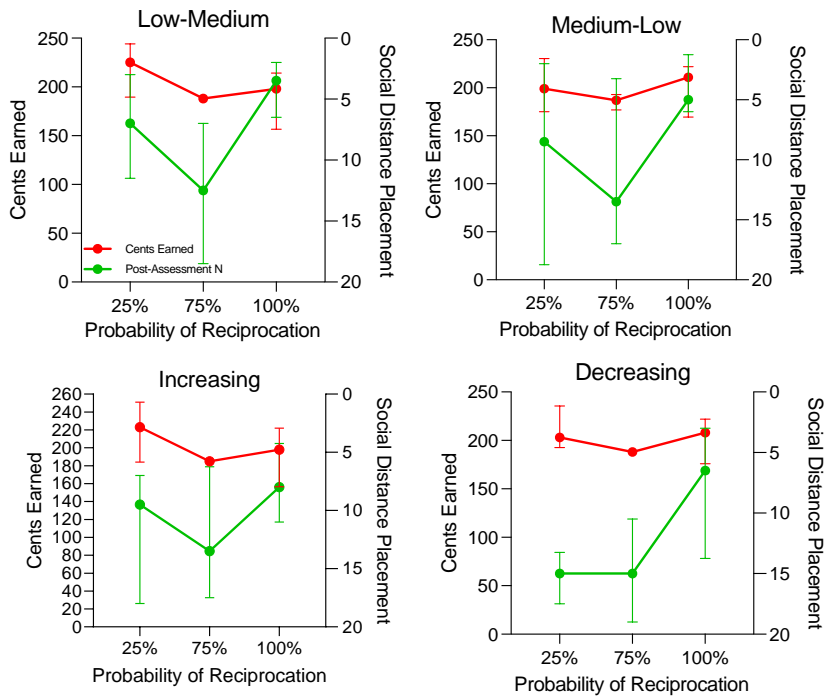 Low-Medium
250
200
150
100
50
0
Cents Earned
0
5
10
15
20
Social Distance Placement
Cents Earned
Post-Assessment N
25% 75% 100%
Probability of Reciprocation
Medium-Low
250
200
150
100
50
0
Cents Earned
0
5
10
15
20
Social Distance Placement
25% 75% 100%
Probability of Reciprocation
Increasing
260
240
220
200
180
160
140
120
100
80
60
40
20
0
Cents Earned
0
5
10
15
20
Social Distance Placement
25% 75% 100%
Probability of Reciprocation
Decreasing
250
200
150
100
50
0
Cents Earned
0
5
10
15
20
Social Distance Placement
25% 75% 100%
Probability of Reciprocation